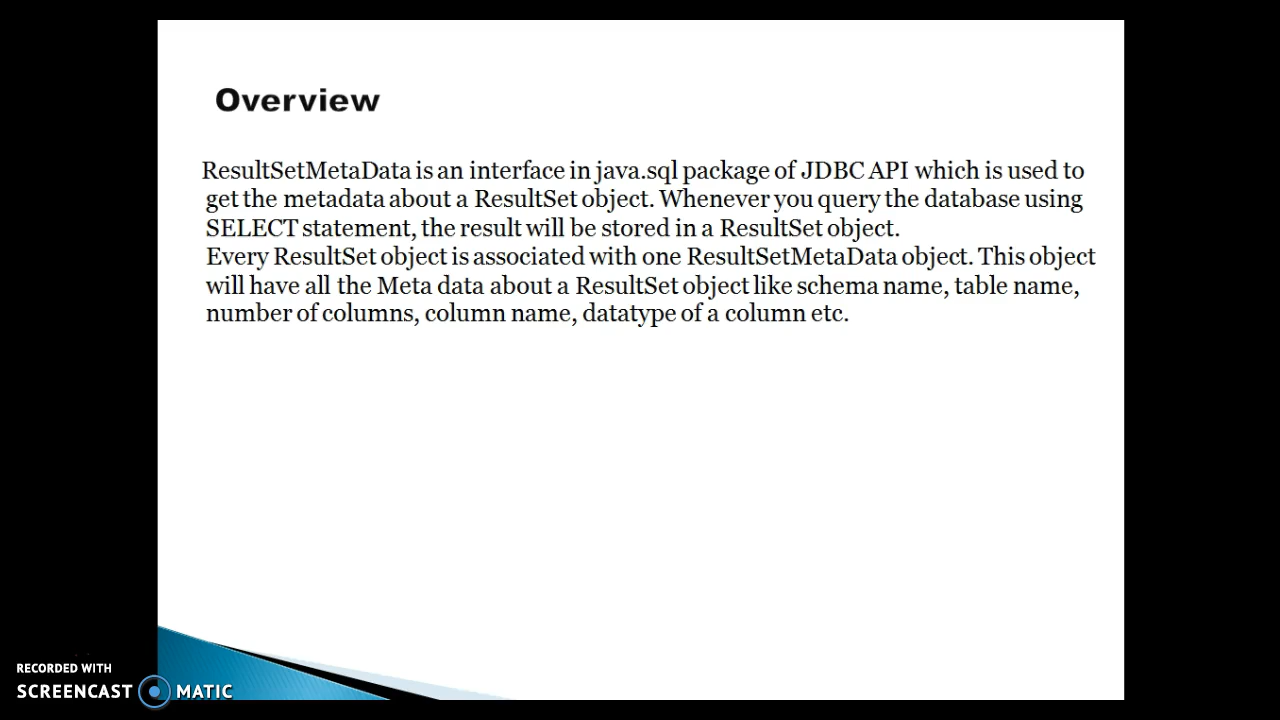 Overview
ResultSetMetaData is an interface in java.sql package of JDBC API which is used to
get the metadata about a ResultSet object. Whenever you query the database using
SELECT statement, the result will be stored in a ResultSet object.
Every ResultSet object is associated with one ResultSetMetaData object. This object
will have all the Meta data about a ResultSet object like schema name, table name,
number of columns, column name, datatype of a column etc.
RECORDED WITH
SCREENCAST MATIC